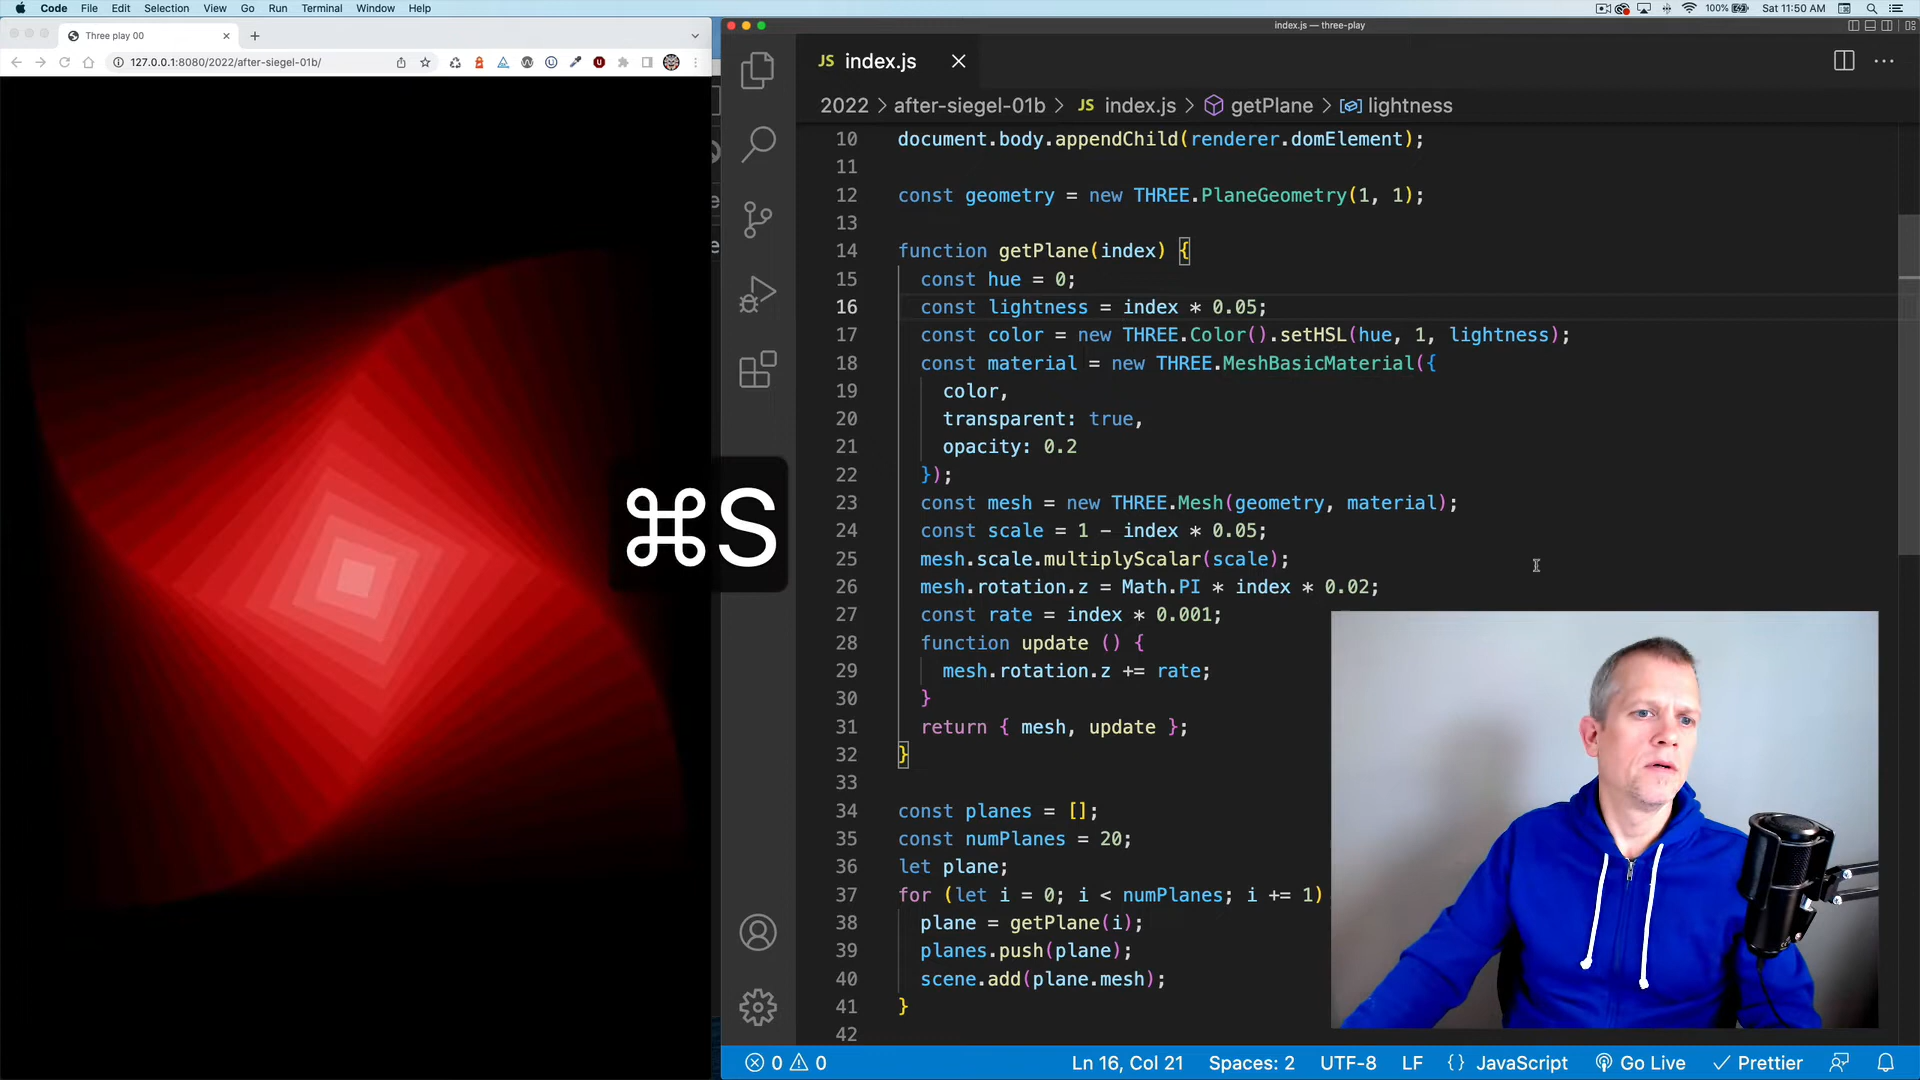 Code File Edit Selection View Go Run Terminal Window Help
100% Sat 11:50 AM
Three play 00
127.0.0.1:8080/2022/after-siegel-01b/
index.js — three-play
JS index.js
2022 > after-siegel-01b > JS index.js > getPlane > lightness
10 document.body.appendChild(renderer.domElement);
11
12 const geometry = new THREE.PlaneGeometry(1, 1);
13
14 function getPlane(index) {
15 const hue = 0;
16 const lightness = index * 0.05;
17 const color = new THREE.Color().setHSL(hue, 1, lightness);
18 const material = new THREE.MeshBasicMaterial({
19 color,
20 transparent: true,
21 opacity: 0.2
22 });
23 const mesh = new THREE.Mesh(geometry, material);
24 const scale = 1 - index * 0.05;
25 mesh.scale.multiplyScalar(scale);
26 mesh.rotation.z = Math.PI * index * 0.02;
27 const rate = index * 0.001;
28 function update () {
29 mesh.rotation.z += rate;
30 }
31 return { mesh, update };
32 }
33
34 const planes = [];
35 const numPlanes = 20;
36 let plane;
37 for (let i = 0; i < numPlanes; i += 1)
38 plane = getPlane(i);
39 planes.push(plane);
40 scene.add(plane.mesh);
41 }
42
⌘S
0 0 Ln 16, Col 21 Spaces: 2 UTF-8 LF {} JavaScript Go Live Prettier